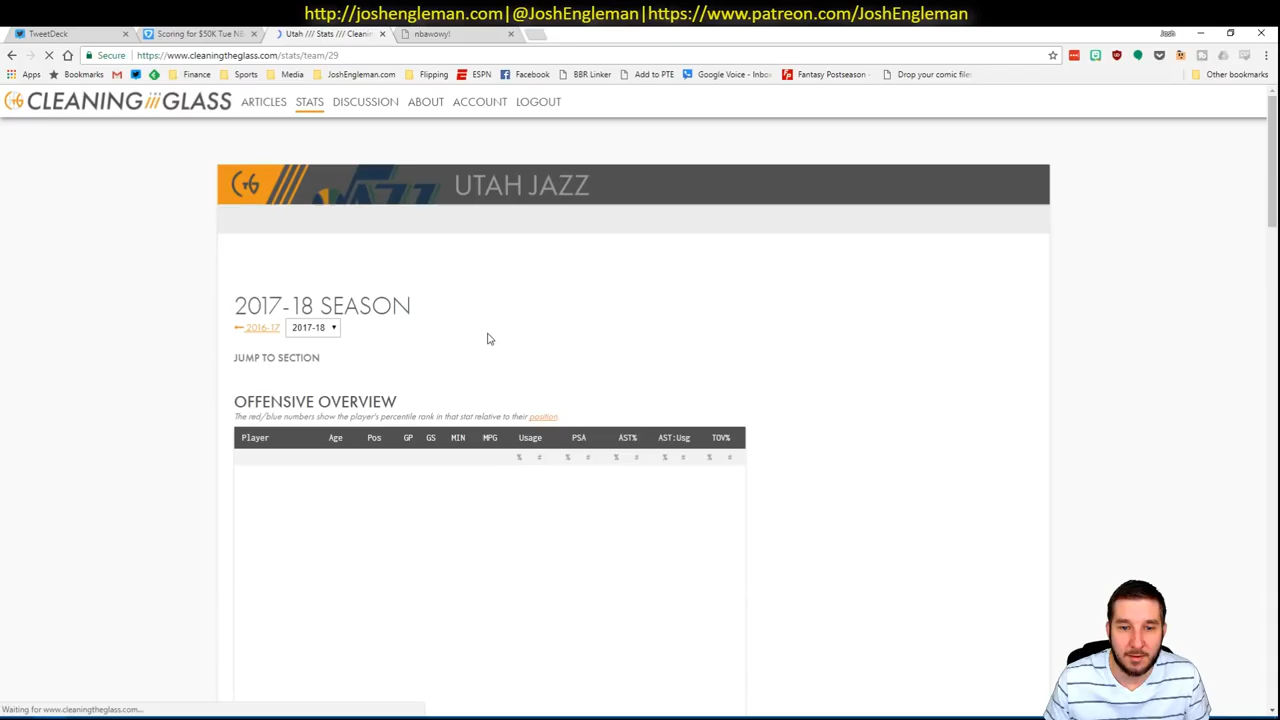 http://joshengleman.com|@JoshEngleman|https://www.patreon.com/JoshEngleman
TweetDeck
Scoring for $50K Tue NB
Utah /// Stats /// Cleanin
nbawowy!
Josh
Secure
https://www.cleaningtheglass.com/stats/team/29
Apps Bookmarks Finance Sports Media JoshEngleman.com Flipping ESPN Facebook BBR Linker Add to PTE Google Voice - Inbo Fantasy Postseason - Drop your comic files Other bookmarks
CLEANING GLASS ARTICLES STATS DISCUSSION ABOUT ACCOUNT LOGOUT
UTAH JAZZ
2017-18 SEASON
2016-17 2017-18
JUMP TO SECTION
OFFENSIVE OVERVIEW
The red/blue numbers show the player's percentile rank in that stat relative to their position.
Player Age Pos GP GS MIN MPG Usage PSA AST% AST:Usg TOV%
% # % # % # % # % #
Waiting for www.cleaningtheglass.com...